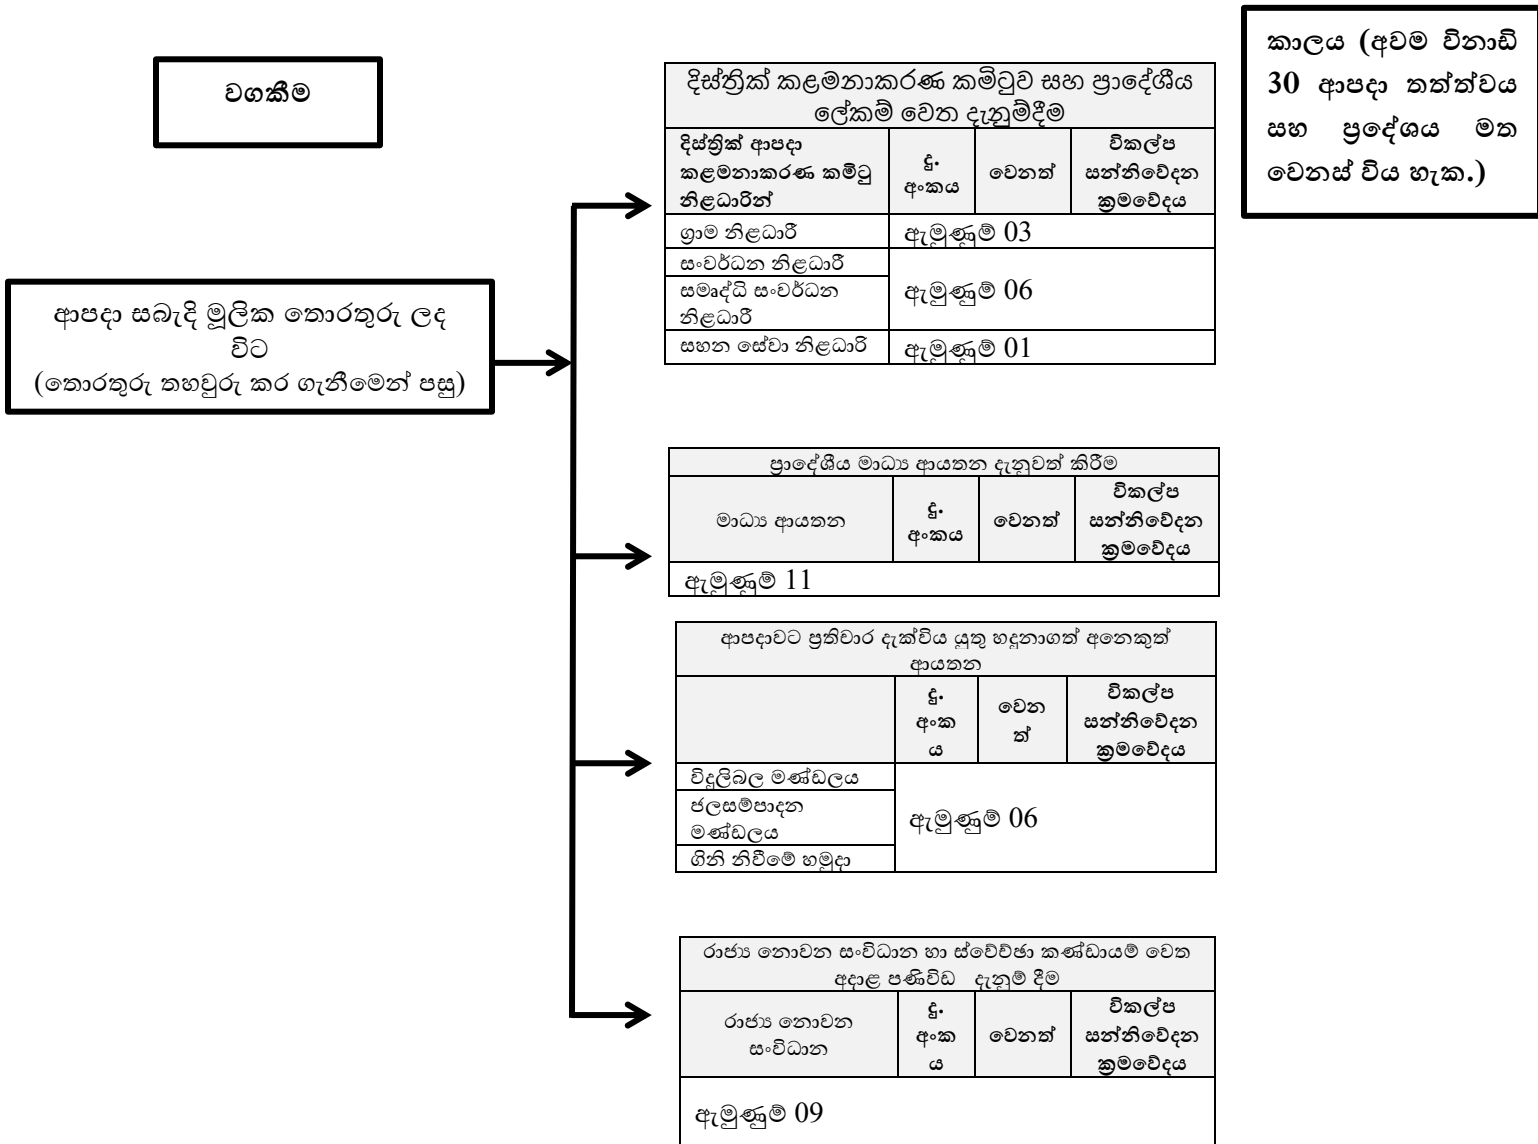 වගකීම
කාලය (අවම විනාඩි
30 ආපදා තත්ත්වය
සහ ප්‍රදේශය මත
වෙනස් විය හැක.)
ආපදා සබැදි මූලික තොරතුරු ලද
විට
(තොරතුරු තහවුරු කර ගැනීමෙන් පසු)
දිස්ත්‍රික් කළමනාකරණ කමිටුව සහ ප්‍රාදේශීය
ලේකම් වෙත දැනුම්දීම
දිස්ත්‍රික් ආපදා
කළමනාකරණ කමිටු
නිළධාරින්
දු.
අංකය
වෙනත්
විකල්ප
සන්නිවේදන
ක්‍රමවේදය
ග්‍රාම නිළධාරී
ඇමුණුම් 03
සංවර්ධන නිළධාරී
සමෘද්ධි සංවර්ධන
නිළධාරී
ඇමුණුම් 06
සහන සේවා නිළධාරි
ඇමුණුම් 01
ප්‍රාදේශීය මාධ්‍ය ආයතන දැනුවත් කිරීම
මාධ්‍ය ආයතන
දු.
අංකය
වෙනත්
විකල්ප
සන්නිවේදන
ක්‍රමවේදය
ඇමුණුම් 11
ආපදාවට ප්‍රතිචාර දැක්විය යුතු හදුනාගත් අනෙකුත්
ආයතන
දු.
අංක
ය
වෙන
ත්
විකල්ප
සන්නිවේදන
ක්‍රමවේදය
විදුලිබල මණ්ඩලය
ජලසම්පාදන
මණ්ඩලය
ගිනි නිවීමේ හමුදා
ඇමුණුම් 06
රාජ්‍ය නොවන සංවිධාන හා ස්වේච්ඡා කණ්ඩායම් වෙත
අදාළ පණිවිඩ දැනුම් දීම
රාජ්‍ය නොවන
සංවිධාන
දු.
අංක
ය
වෙනත්
විකල්ප
සන්නිවේදන
ක්‍රමවේදය
ඇමුණුම් 09